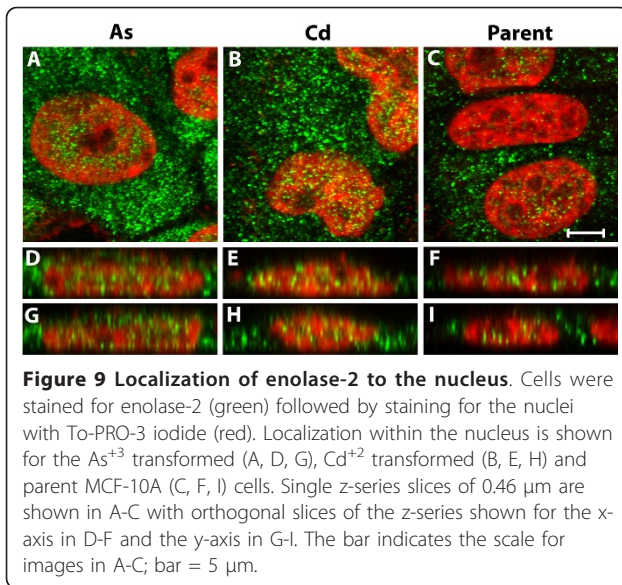 As Cd Parent
A B C
D E F
G H I
Figure 9 Localization of enolase-2 to the nucleus. Cells were
stained for enolase-2 (green) followed by staining for the nuclei
with To-PRO-3 iodide (red). Localization within the nucleus is shown
for the As⁺³ transformed (A, D, G), Cd⁺² transformed (B, E, H) and
parent MCF-10A (C, F, I) cells. Single z-series slices of 0.46 μm are
shown in A-C with orthogonal slices of the z-series shown for the x-
axis in D-F and the y-axis in G-I. The bar indicates the scale for
images in A-C; bar = 5 μm.